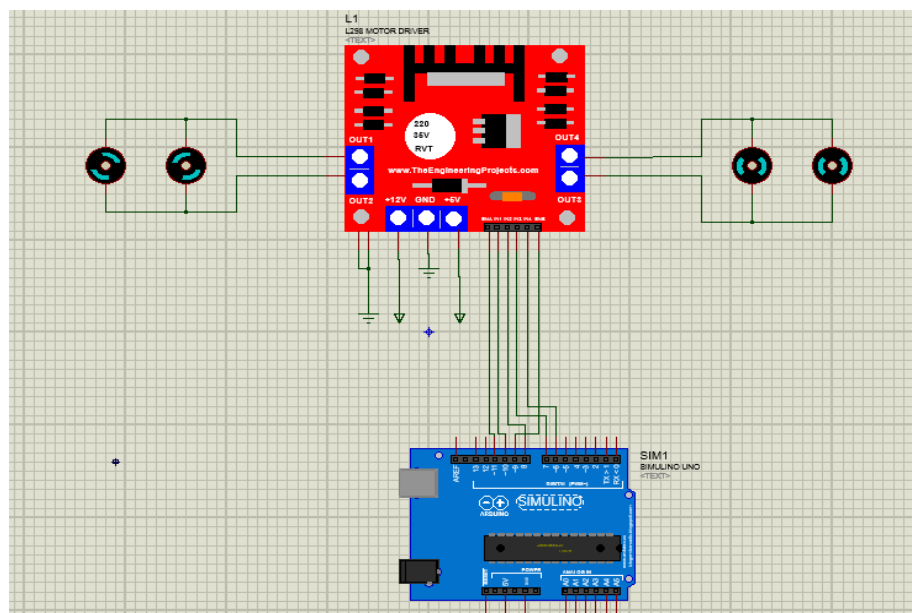 L1
L298 MOTOR DRIVER
<TEXT>
220
35V
RVT
OUT1
OUT4
www.TheEngineeringProjects.com
OUT2
+12V GND +5V
OUT3
SIM1
SIMULINO UNO
<TEXT>
AREF
13
12
~11
~10
~9
8
7
~6
~5
4
~3
2
TX > 1
RX < 0
DIGITAL (PWM~)
SIMULINO
ARDUINO
RESET
5V
POWER
ANALOG IN
A0
A1
A2
A3
A4
A5